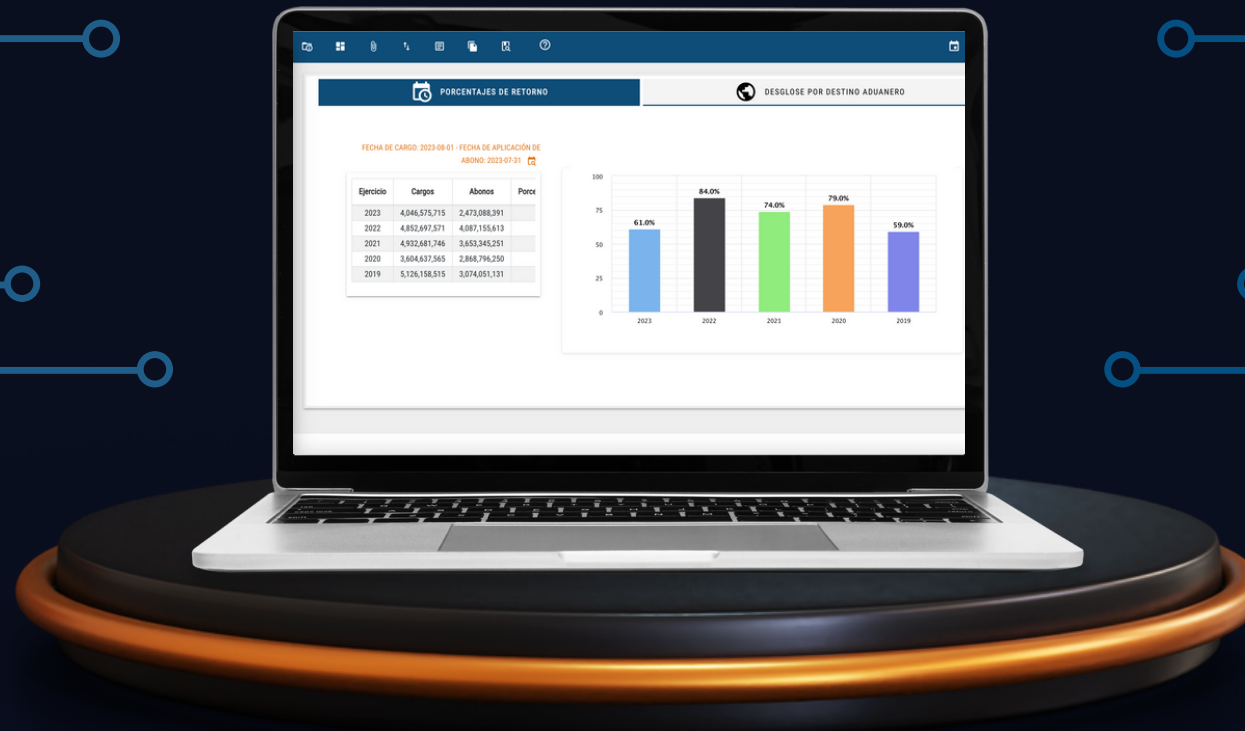 PORCENTAJES DE RETORNO
DESGLOSE POR DESTINO ADUANERO
FECHA DE CARGO: 2023-08-01 - FECHA DE APLICACIÓN DE
ABONO: 2023-07-31
Ejercicio Cargos Abonos Porce
2023 4,046,575,715 2,473,088,391
2022 4,852,697,571 4,087,155,613
2021 4,932,681,746 3,653,345,251
2020 3,604,637,565 2,868,796,250
2019 5,126,158,515 3,074,051,131
100
75
50
25
0
61.0%
84.0%
74.0%
79.0%
59.0%
2023 2022 2021 2020 2019